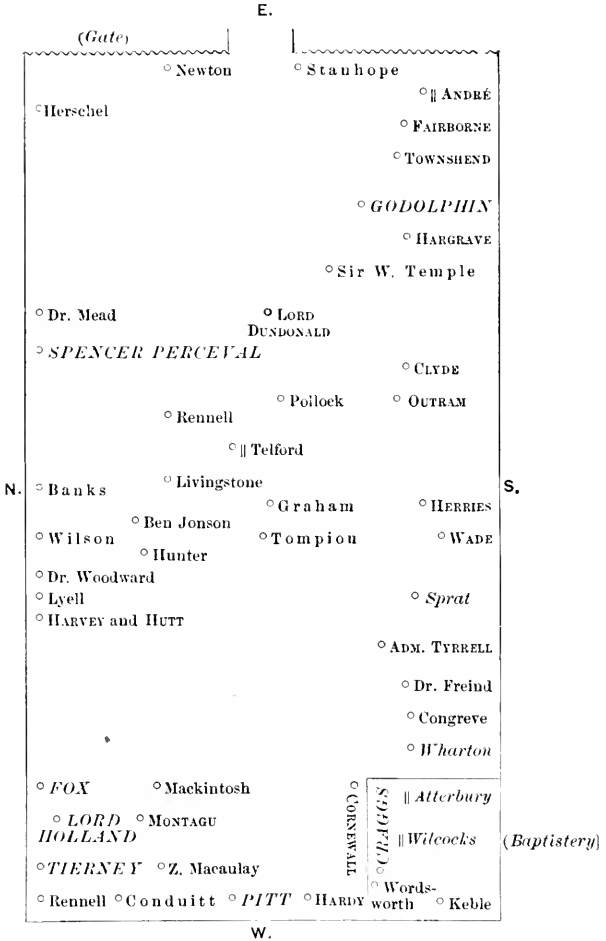 E.
(Gate)
Newton Stanhope
|| ANDRÉ
Herschel
FAIRBORNE
TOWNSHEND
GODOLPHIN
HARGRAVE
Sir W. Temple
Dr. Mead LORD
DUNDONALD
SPENCER PERCEVAL
CLYDE
Pollock OUTRAM
Rennell
|| Telford
Livingstone
N. Banks S.
Graham HERRIES
Ben Jonson
Wilson Tompion WADE
Hunter
Dr. Woodward
Lyell Sprat
HARVEY and HUTT
ADM. TYRRELL
Dr. Freind
Congreve
Wharton
FOX Mackintosh
CORNEWALL
CRAGGS
|| Atterbury
LORD MONTAGU
HOLLAND
|| Wilcocks (Baptistery)
TIERNEY Z. Macaulay
Words-
Rennell Conduitt PITT HARDY worth Keble
W.